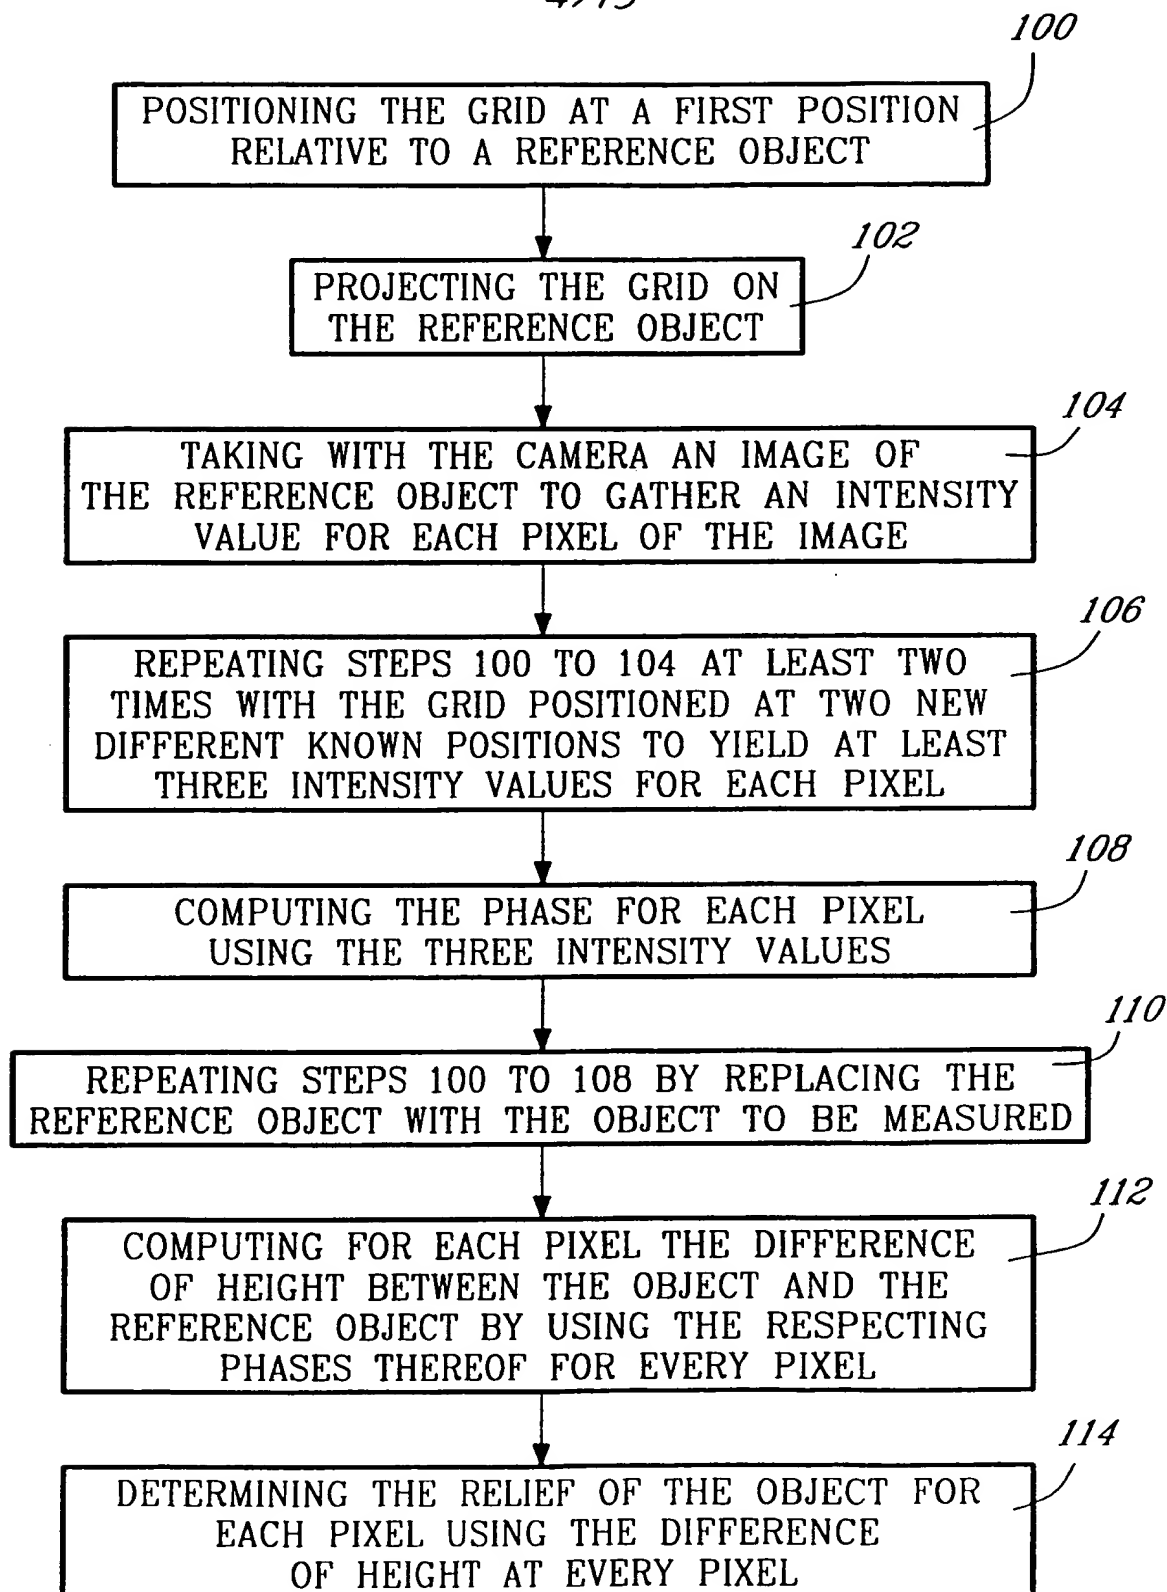 100
POSITIONING THE GRID AT A FIRST POSITION
RELATIVE TO A REFERENCE OBJECT
102
PROJECTING THE GRID ON
THE REFERENCE OBJECT
104
TAKING WITH THE CAMERA AN IMAGE OF
THE REFERENCE OBJECT TO GATHER AN INTENSITY
VALUE FOR EACH PIXEL OF THE IMAGE
106
REPEATING STEPS 100 TO 104 AT LEAST TWO
TIMES WITH THE GRID POSITIONED AT TWO NEW
DIFFERENT KNOWN POSITIONS TO YIELD AT LEAST
THREE INTENSITY VALUES FOR EACH PIXEL
108
COMPUTING THE PHASE FOR EACH PIXEL
USING THE THREE INTENSITY VALUES
110
REPEATING STEPS 100 TO 108 BY REPLACING THE
REFERENCE OBJECT WITH THE OBJECT TO BE MEASURED
112
COMPUTING FOR EACH PIXEL THE DIFFERENCE
OF HEIGHT BETWEEN THE OBJECT AND THE
REFERENCE OBJECT BY USING THE RESPECTING
PHASES THEREOF FOR EVERY PIXEL
114
DETERMINING THE RELIEF OF THE OBJECT FOR
EACH PIXEL USING THE DIFFERENCE
OF HEIGHT AT EVERY PIXEL